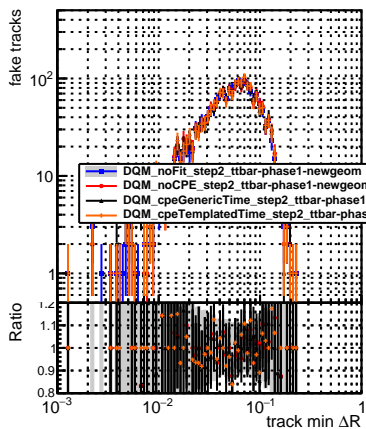 fake tracks
10²
10
1
DQM_noFit_step2_ttbar-phase1-newgeom
DQM_noCPE_step2_ttbar-phase1-newgeom
DQM_cpeGenericTime_step2_ttbar-phase1
DQM_cpeTemplatedTime_step2_ttbar-phas
Ratio
1.2
1.1
1
0.9
0.8
10⁻³ 10⁻² 10⁻¹ 1
track min ΔR